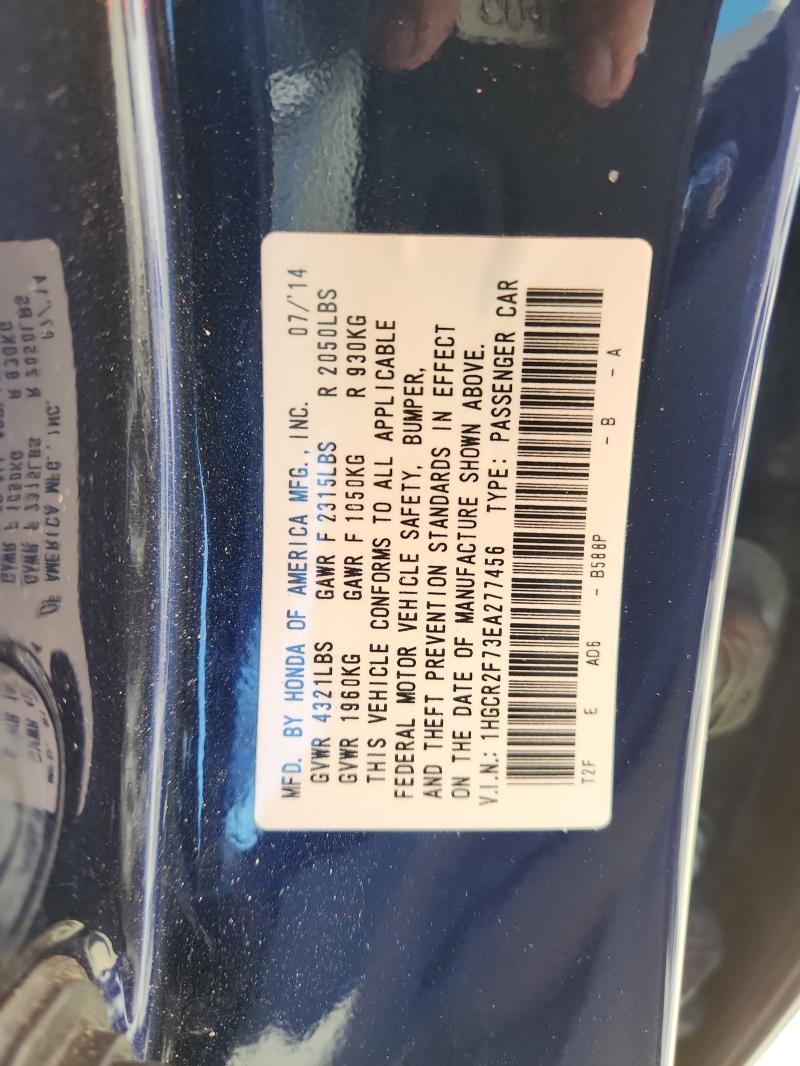 MFD. BY HONDA OF AMERICA MFG., INC. 07/'14
GVWR 4321LBS GAWR F 2315LBS R 2050LBS
GVWR 1960KG GAWR F 1050KG R 930KG
THIS VEHICLE CONFORMS TO ALL APPLICABLE
FEDERAL MOTOR VEHICLE SAFETY, BUMPER,
AND THEFT PREVENTION STANDARDS IN EFFECT
ON THE DATE OF MANUFACTURE SHOWN ABOVE.
V.I.N.: 1HGCR2F73EA277456 TYPE: PASSENGER CAR
T2F E AD6 - B588P - B - A